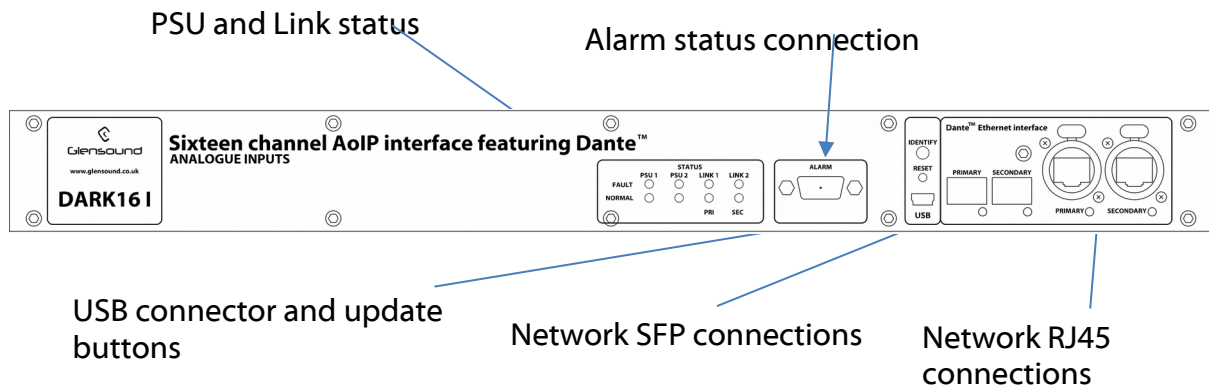 PSU and Link status
Alarm status connection
Glensound
www.glensound.co.uk
DARK16 I
Sixteen channel AoIP interface featuring Dante™
ANALOGUE INPUTS
STATUS
PSU 1 PSU 2 LINK 1 LINK 2
FAULT
NORMAL
PRI SEC
ALARM
IDENTIFY
RESET
USB
Dante™ Ethernet interface
PRIMARY SECONDARY
PRIMARY SECONDARY
USB connector and update
buttons
Network SFP connections
Network RJ45
connections